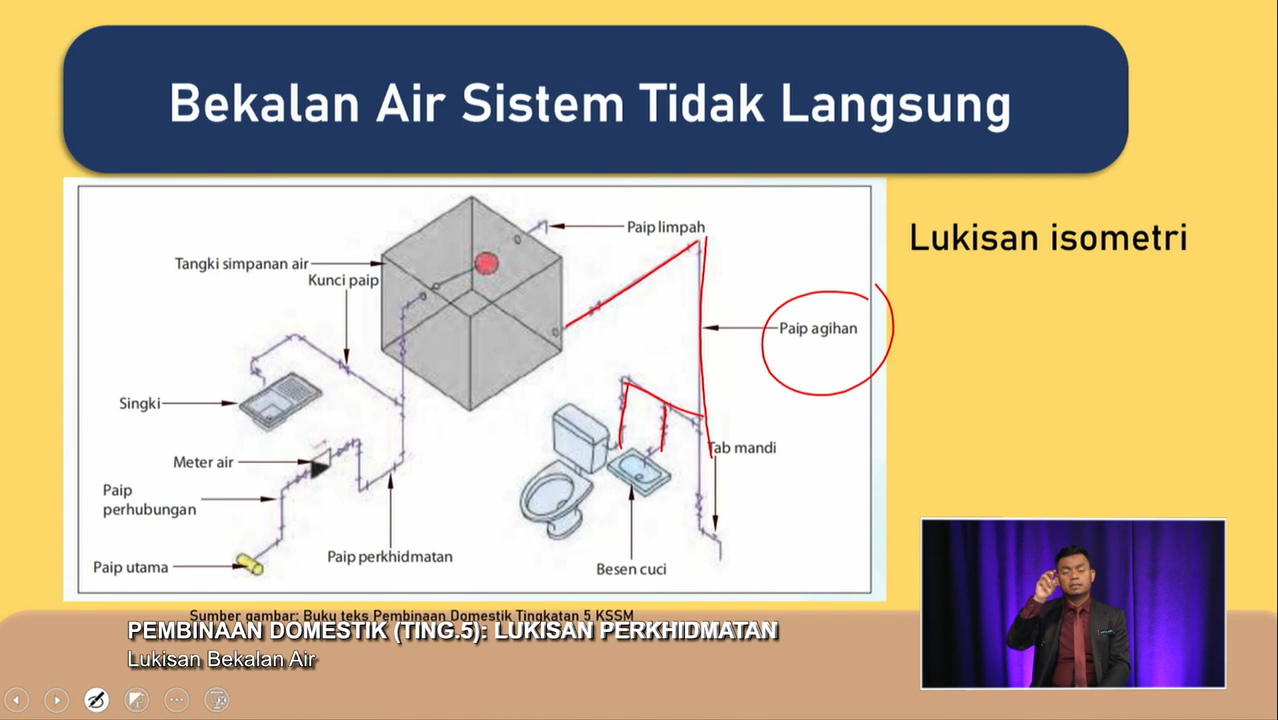 Bekalan Air Sistem Tidak Langsung
Lukisan isometri
Paip limpah
Tangki simpanan air
Kunci paip
Paip agihan
Singki
Tab mandi
Meter air
Paip
perhubungan
Paip perkhidmatan
Paip utama
Besen cuci
Sumber gambar: Buku teks Pembinaan Domestik Tingkatan 5 KSSM
PEMBINAAN DOMESTIK (TING.5): LUKISAN PERKHIDMATAN
Lukisan Bekalan Air